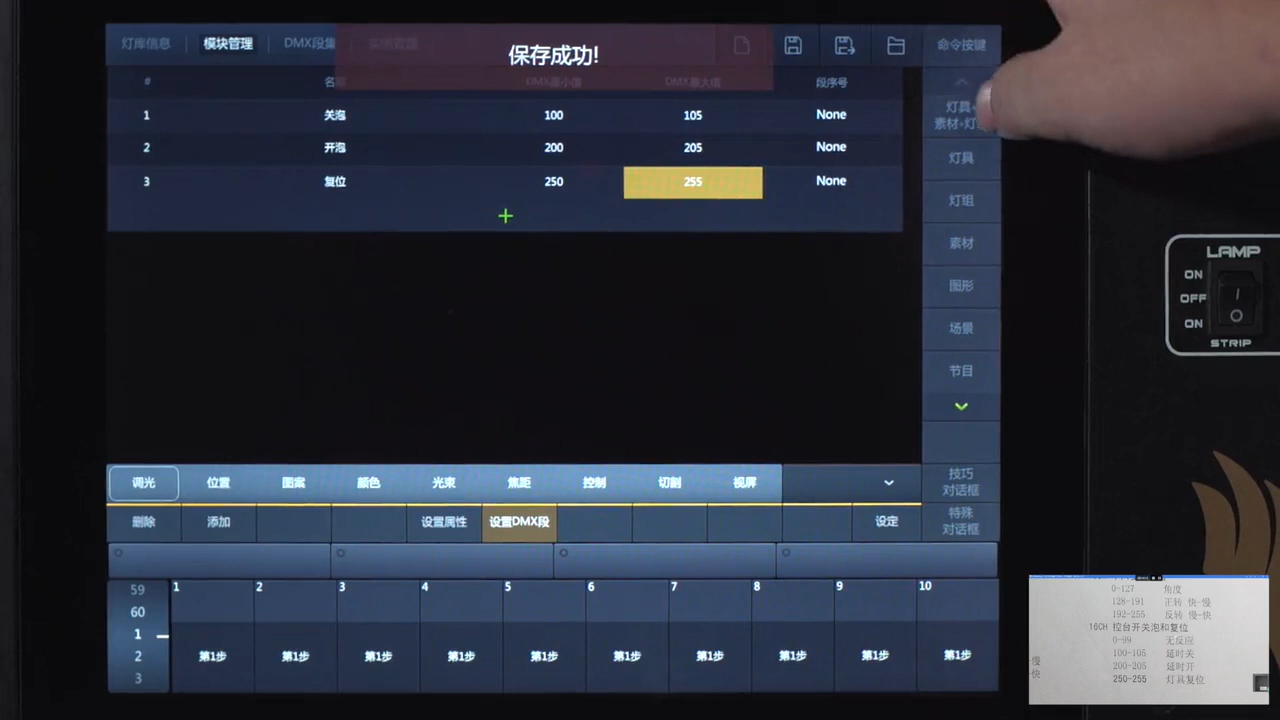 灯库信息 模块管理 DMX段集 命令按键
保存成功!
# DMX最小值 DMX最大值 段序号
1 关泡 100 105 None
2 开泡 200 205 None
3 复位 250 255 None
+
灯具
素材
灯具
灯组
素材
图形
场景
节目
技巧
对话框
特殊
对话框
调光 位置 图案 颜色 光束 焦距 控制 切割 视屏
删除 添加 设置属性 设置DMX段 设定
59
60
1
2
3
1 2 3 4 5 6 7 8 9 10
第1步 第1步 第1步 第1步 第1步 第1步 第1步 第1步 第1步 第1步
LAMP
ON
OFF
ON
STRIP
0-127 角度
128-191 正转 快-慢
192-255 反转 慢-快
16CH 控台开关泡和复位
0-99 无反应
100-105 延时关
200-205 延时开
250-255 灯具复位
慢
快